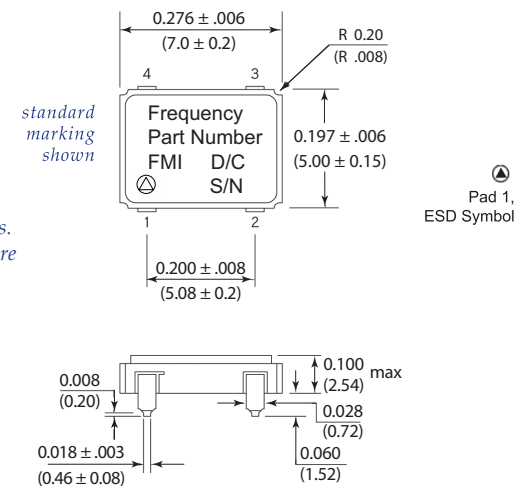 0.276 ± .006
(7.0 ± 0.2)
R 0.20
(R .008)
4
3
standard
marking
shown
Frequency
Part Number
FMI D/C
S/N
0.197 ± .006
(5.00 ± 0.15)
Pad 1,
ESD Symbol
s.
re
1
2
0.200 ± .008
(5.08 ± 0.2)
0.100 max
(2.54)
0.008
(0.20)
0.028
(0.72)
0.018 ± .003
(0.46 ± 0.08)
0.060
(1.52)